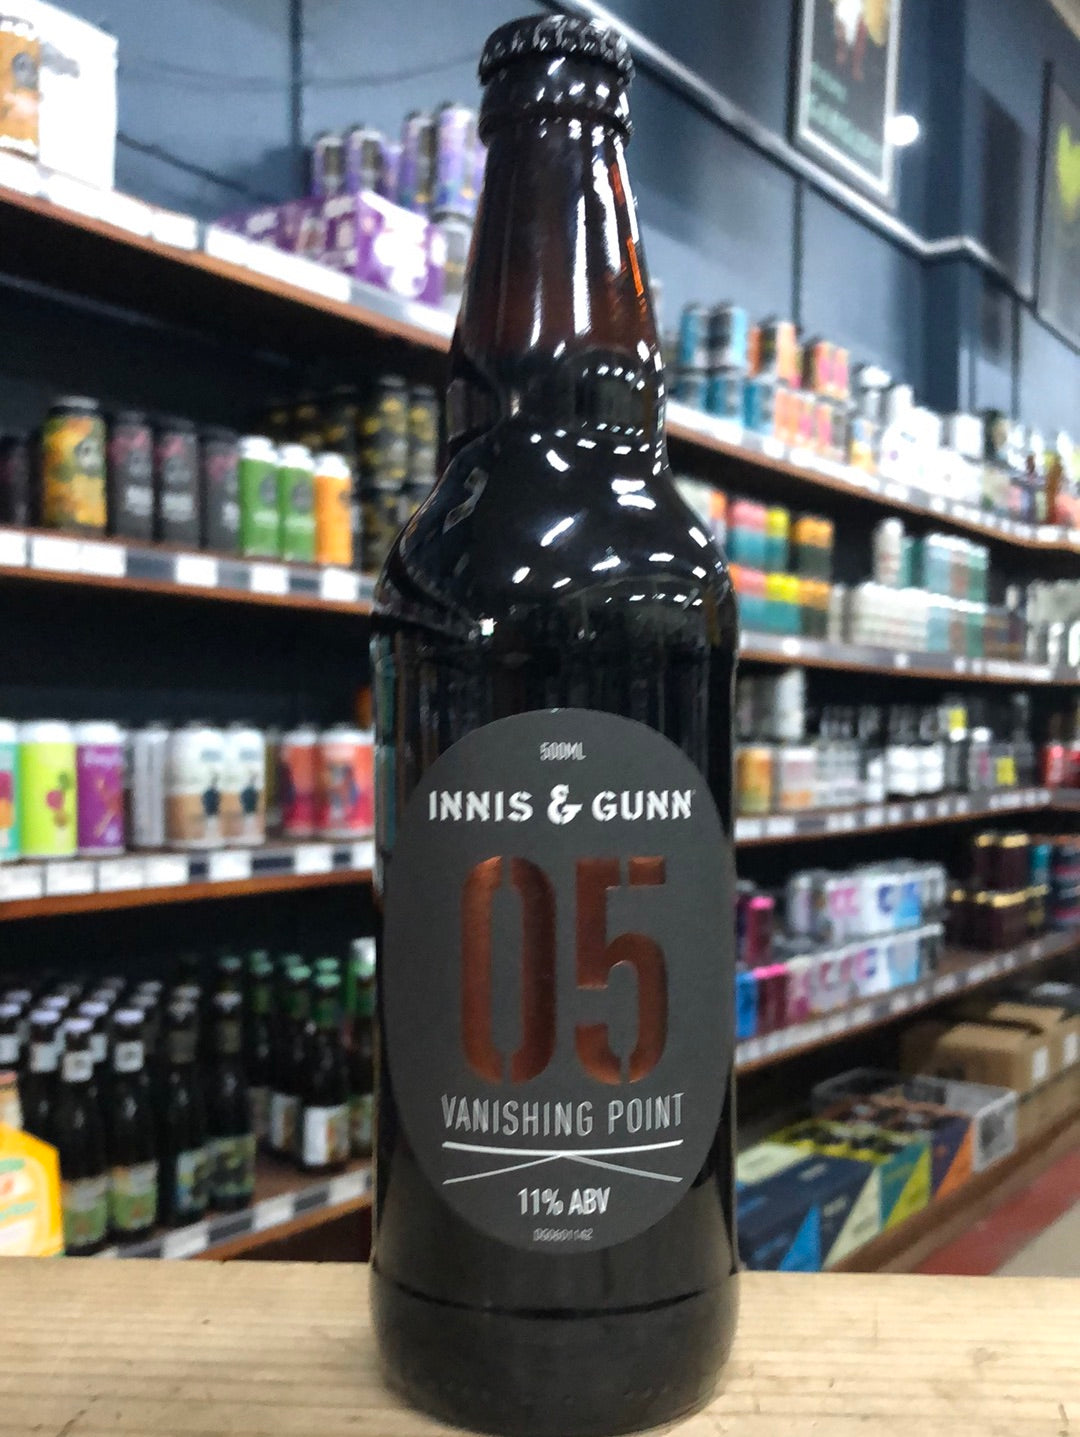 500ML
INNIS & GUNN
05
VANISHING POINT
11% ABV